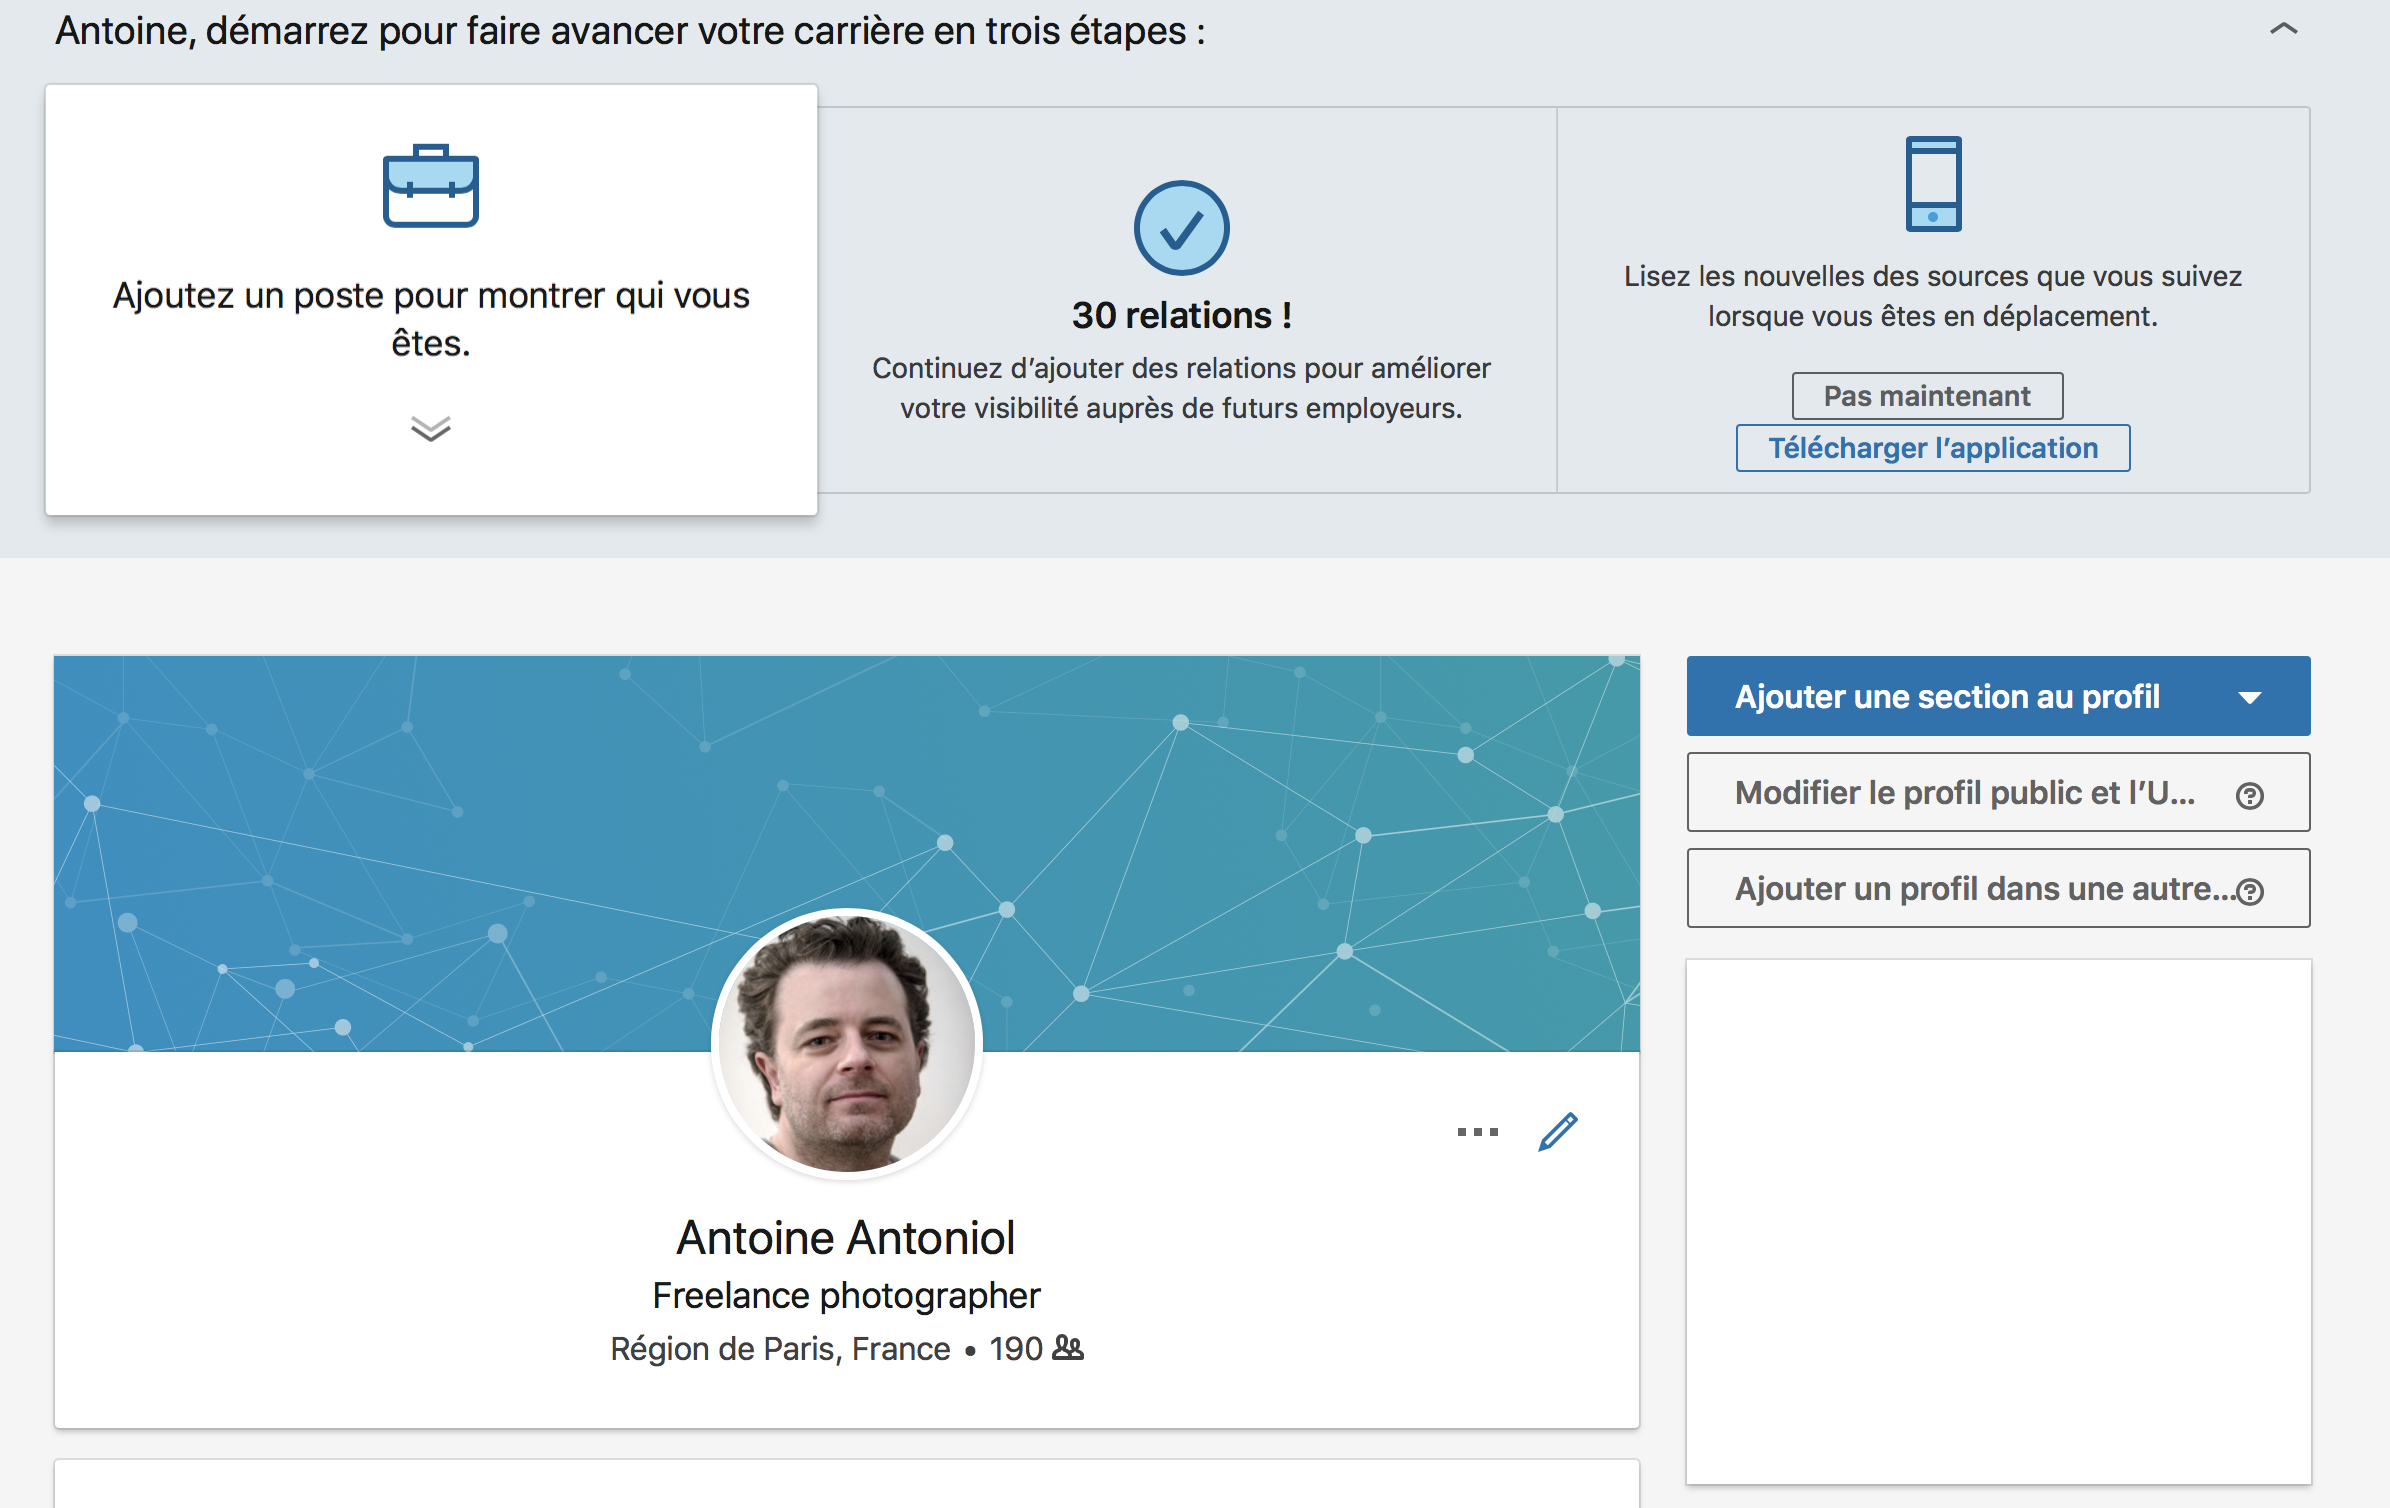 Antoine, démarrez pour faire avancer votre carrière en trois étapes :
Ajoutez un poste pour montrer qui vous
êtes.
30 relations !
Continuez d’ajouter des relations pour améliorer
votre visibilité auprès de futurs employeurs.
Lisez les nouvelles des sources que vous suivez
lorsque vous êtes en déplacement.
Pas maintenant
Télécharger l’application
Ajouter une section au profil
Modifier le profil public et l’U...
Ajouter un profil dans une autre...
Antoine Antoniol
Freelance photographer
Région de Paris, France • 190